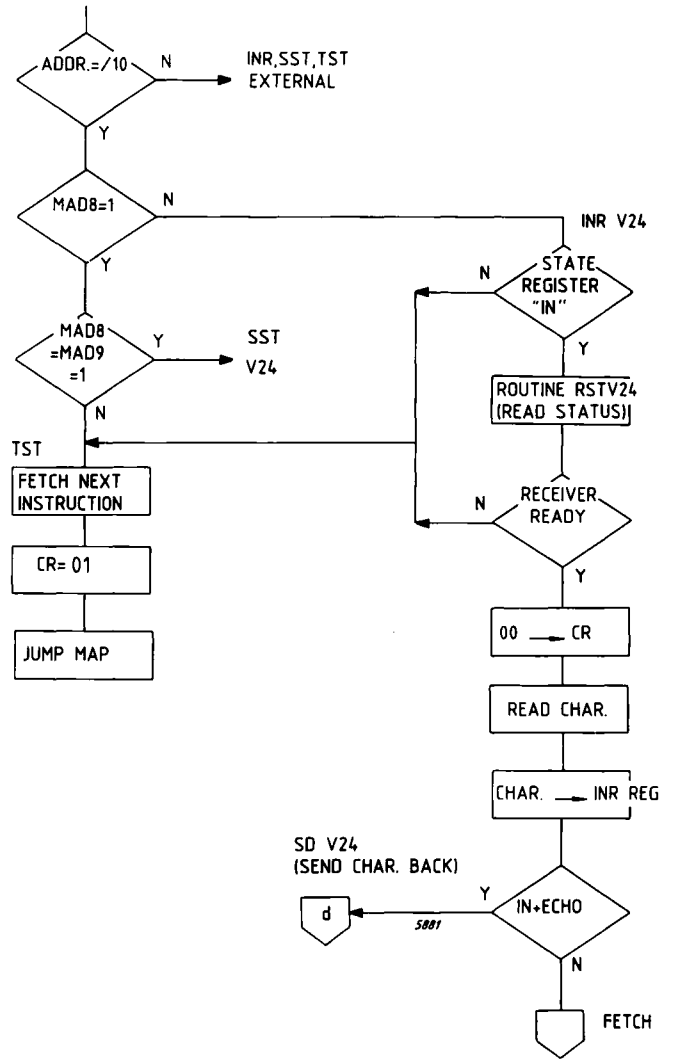 ADDR.=/10
N
INR,SST,TST
EXTERNAL
Y
MAD8=1
N
Y
INR V24
N
STATE
REGISTER
"IN"
Y
MAD8
=MAD9
=1
Y
SST
V24
N
ROUTINE RSTV24
(READ STATUS)
TST
FETCH NEXT
INSTRUCTION
N
RECEIVER
READY
Y
CR= 01
00 → CR
JUMP MAP
READ CHAR.
CHAR. → INR REG
SD V24
(SEND CHAR. BACK)
Y
IN+ECHO
d
5881
N
FETCH